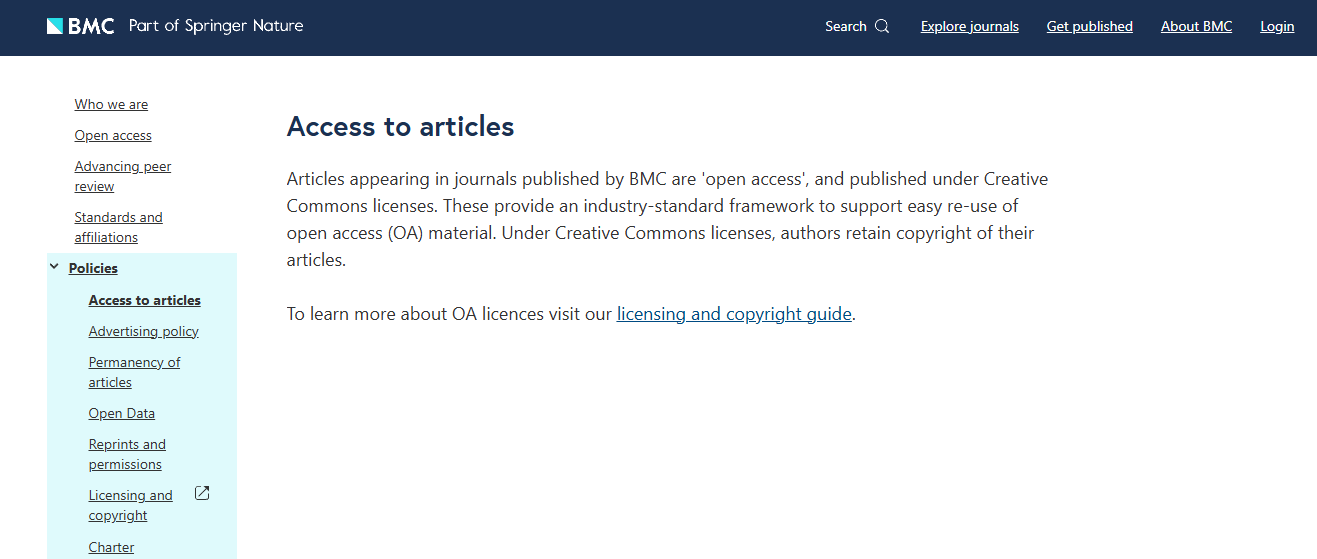 BMC Part of Springer Nature
Search Explore journals Get published About BMC Login
Who we are
Open access
Advancing peer
review
Standards and
affiliations
Policies
Access to articles
Advertising policy
Permanency of
articles
Open Data
Reprints and
permissions
Licensing and
copyright
Charter
Access to articles
Articles appearing in journals published by BMC are 'open access', and published under Creative
Commons licenses. These provide an industry-standard framework to support easy re-use of
open access (OA) material. Under Creative Commons licenses, authors retain copyright of their
articles.
To learn more about OA licences visit our licensing and copyright guide.